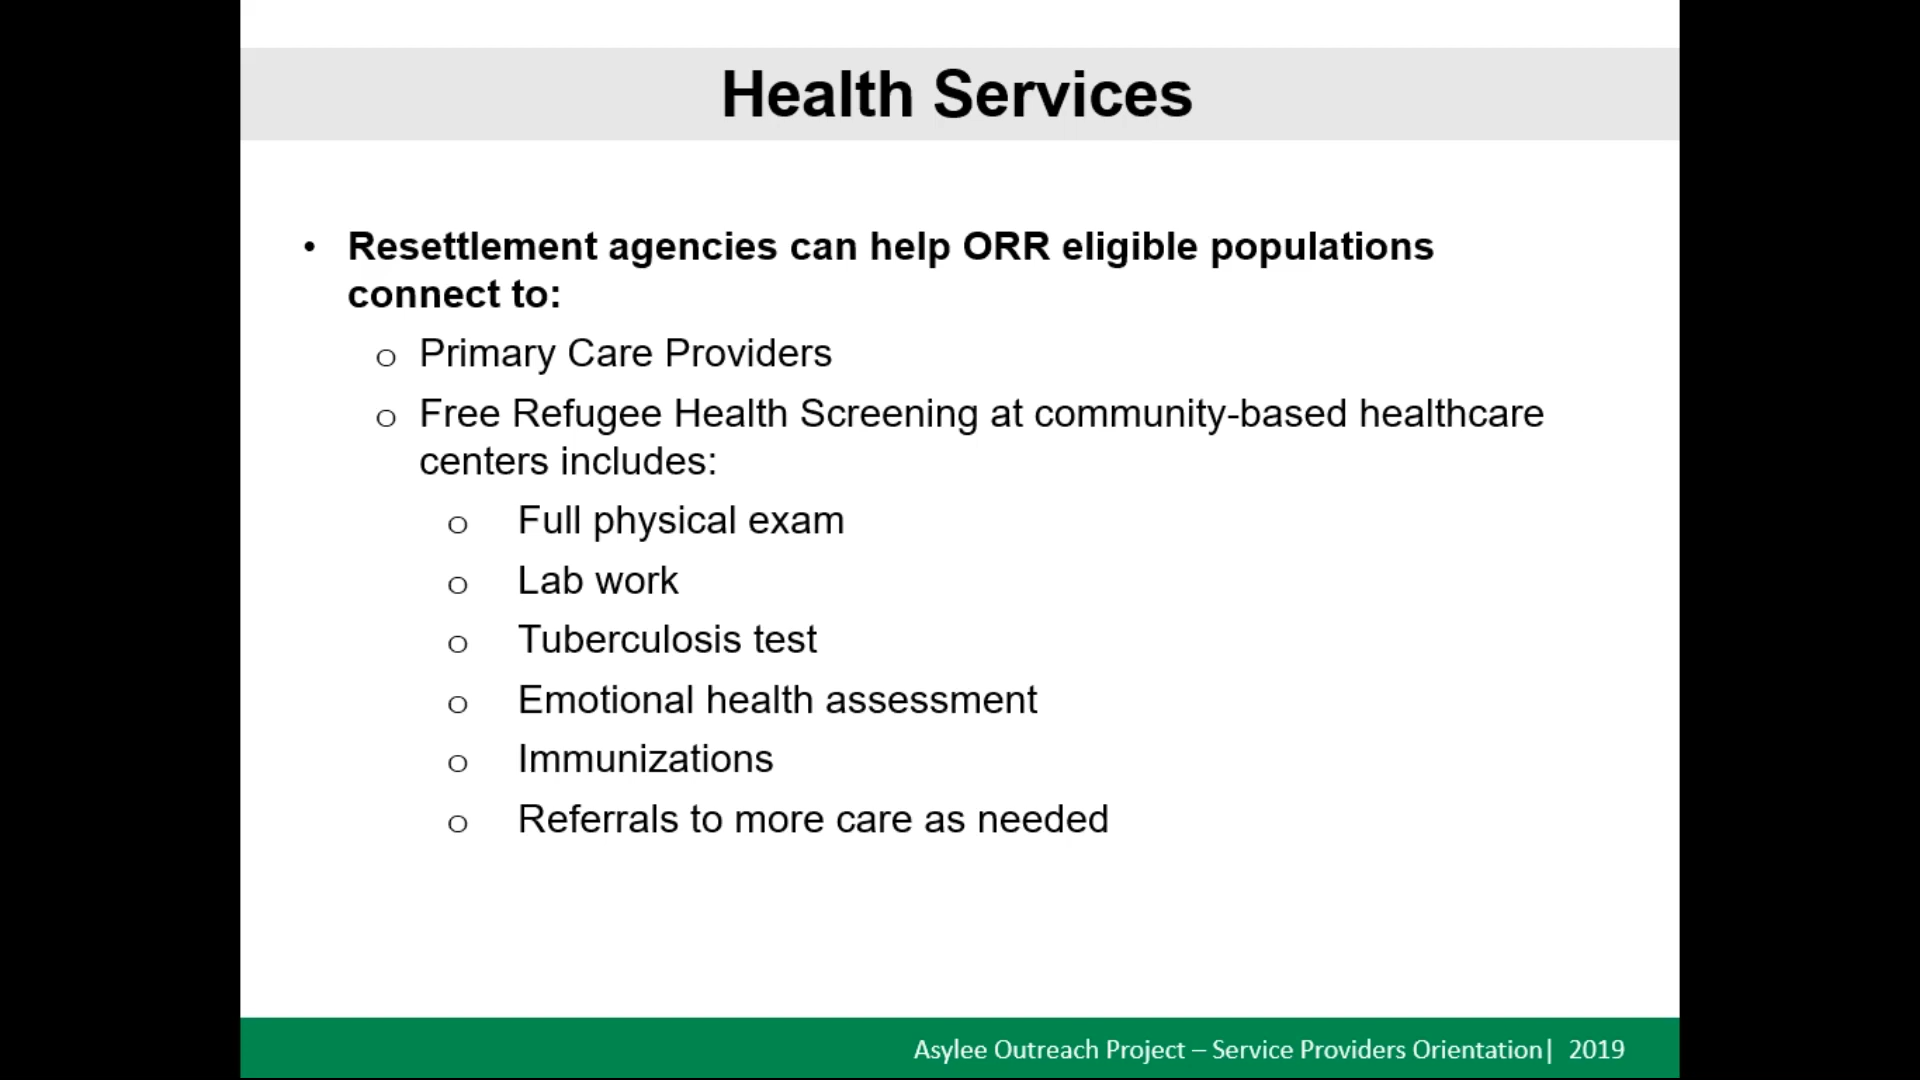 Health Services
• Resettlement agencies can help ORR eligible populations
connect to:
o Primary Care Providers
o Free Refugee Health Screening at community-based healthcare
centers includes:
o Full physical exam
o Lab work
o Tuberculosis test
o Emotional health assessment
o Immunizations
o Referrals to more care as needed
Asylee Outreach Project – Service Providers Orientation| 2019